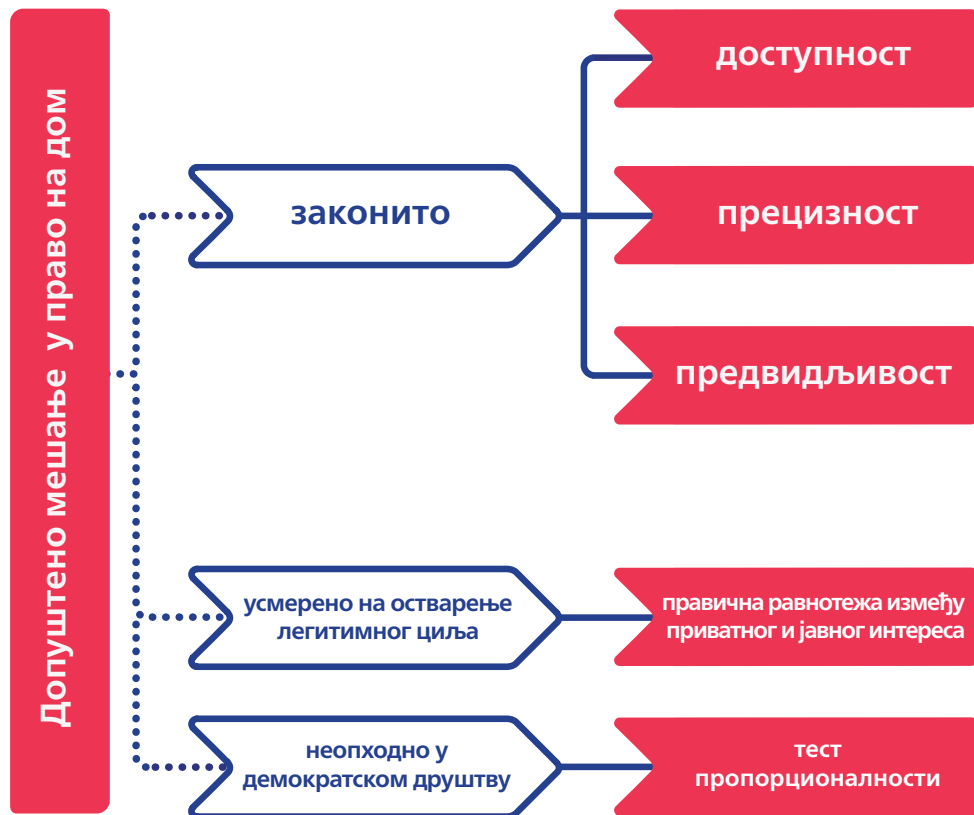 Допуштено мешање у право на дом
законито
доступност
прецизност
предвидљивост
усмерено на остварење
легитимног циља
правична равнотежа између
приватног и јавног интереса
неопходно у
демократском друштву
тест
пропорционалности